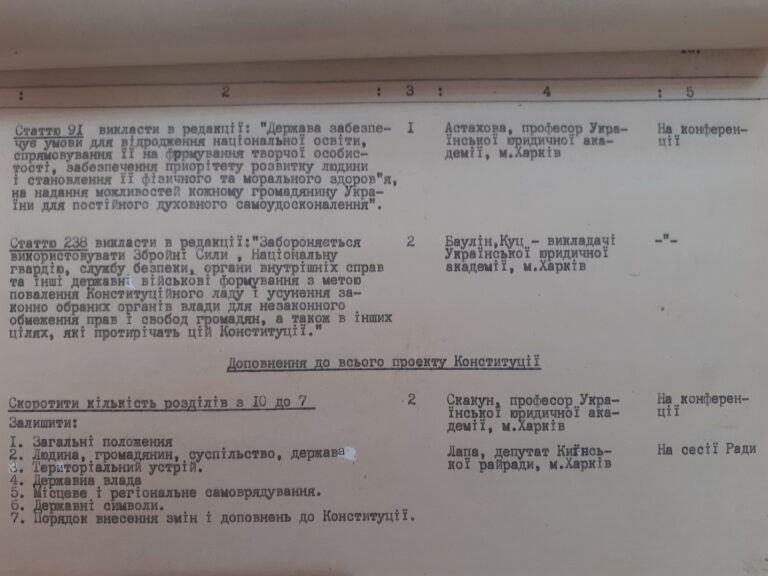 : 2 : 3 : 4 : 5
Статтю 9I викласти в редакції: "Держава забезпе- I Астахова, професор Укра- На конферен-
чує умови для відродження національної освіти, їнської юридичної ака- ції
спрямовування її на формування творчої особис- демії, м.Харків
тості, забезпечення приорітету розвитку людини
і становлення її фізичного та морального здоров"я,
на надання можливостей кожному громадянину Укра-
їни для постійного духовного самоудосконалення".
Статтю 238 викласти в редакції:"Забороняється 2 Баулін,Куц - викладачі -"-
використовувати Збройні Сили , Національну Української юридичної
гвардію, службу безпеки, органи внутрішніх справ академії, м.Харків
та інші державні військові формування з метою
повалення Конституційного ладу і усунення за-
конно обраних органів влади для незаконного
обмеження прав і свобод громадян, а також в інших
цілях, які протирічать цій Конституції."
Доповнення до всього проекту Конституції
Скоротити кількість розділів з I0 до 7 2 Скакун, професор Укра- На конферен-
Залишити: їнської юридичної ака- ції
демії, м.Харків
I. Загальні положення
2. Людина, громадянин, суспільство, держава Лапа, депутат Київсь- На сесії Ради
3. Територіальний устрій. кої райради, м.Харків
4. Державна влада
5. Місцеве і регіональне самоврядування.
6. Державні символи.
7. Порядок внесення змін і доповнень до Конституції.